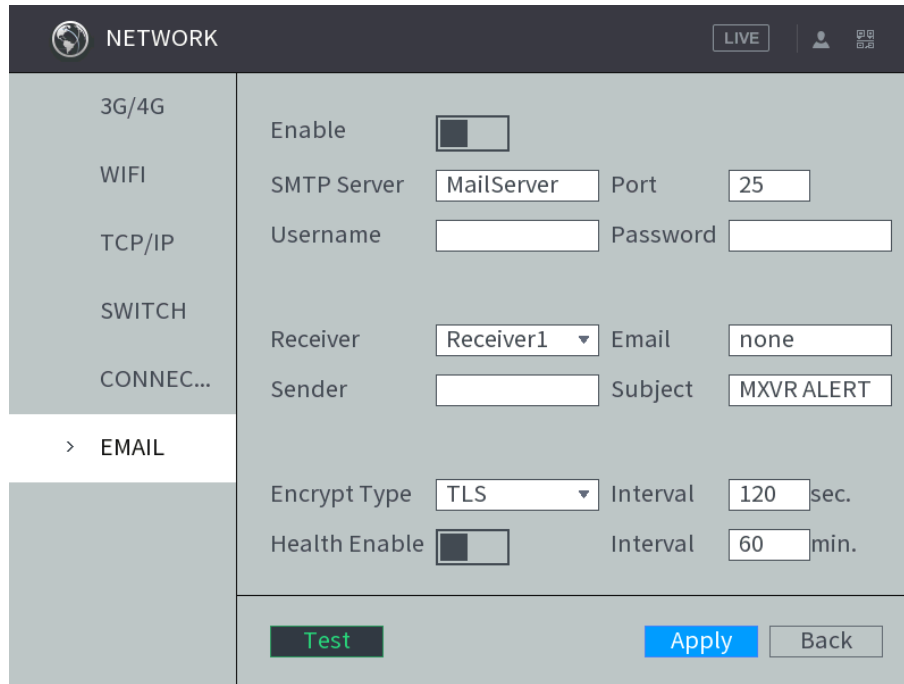 NETWORK
LIVE
3G/4G
WIFI
TCP/IP
SWITCH
CONNEC...
> EMAIL
Enable
SMTP Server MailServer Port 25
Username Password
Receiver Receiver1 Email none
Sender Subject MXVR ALERT
Encrypt Type TLS Interval 120 sec.
Health Enable Interval 60 min.
Test Apply Back